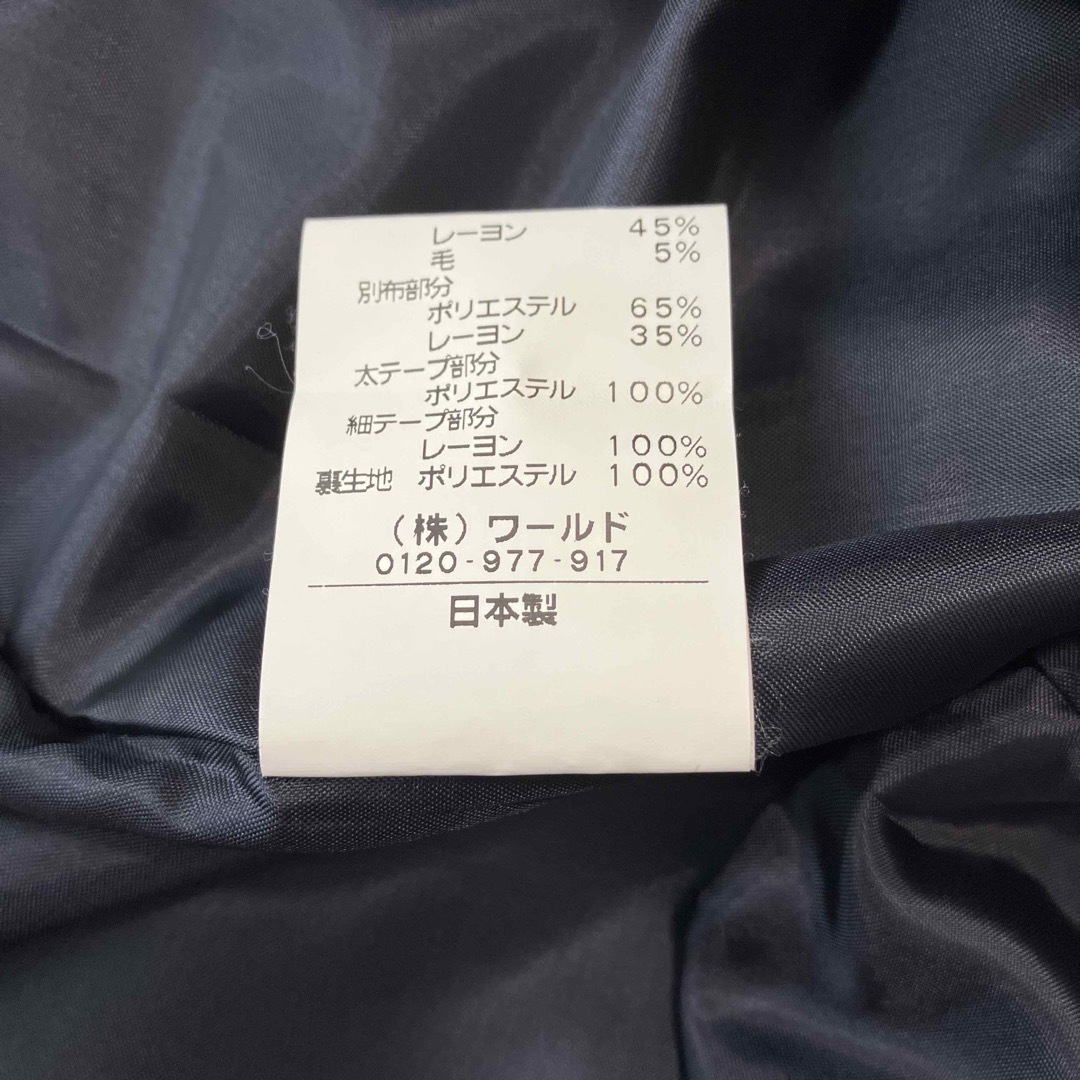 レーヨン 45%
毛 5%
別布部分
ポリエステル 65%
レーヨン 35%
太テープ部分
ポリエステル 100%
細テープ部分
レーヨン 100%
裏生地 ポリエステル 100%
(株)ワールド
0120-977-917
日本製